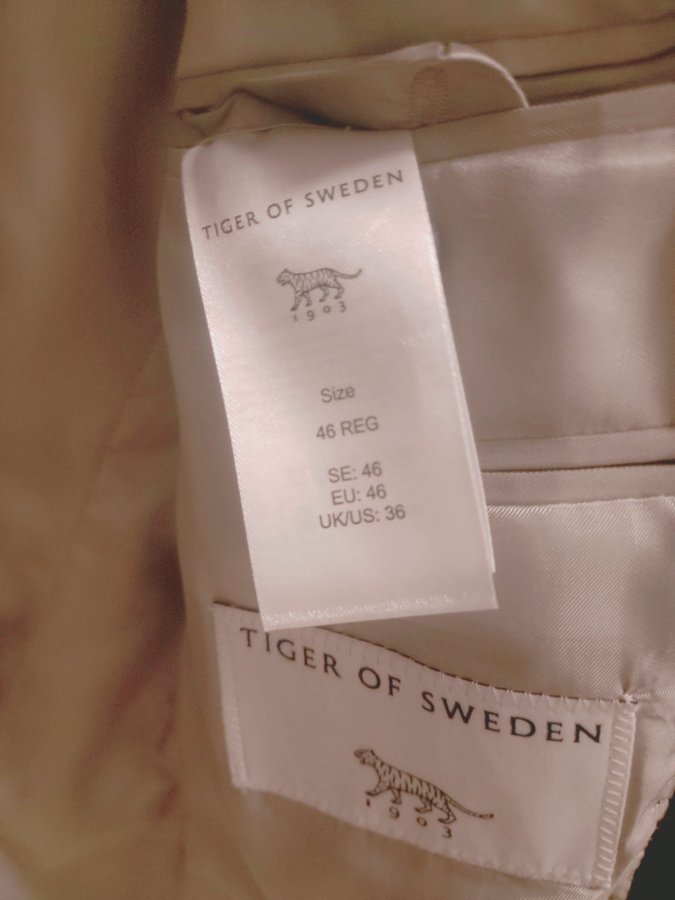 TIGER OF SWEDEN
1903
Size
46 REG
SE: 46
EU: 46
UK/US: 36
TIGER OF SWEDEN
1903